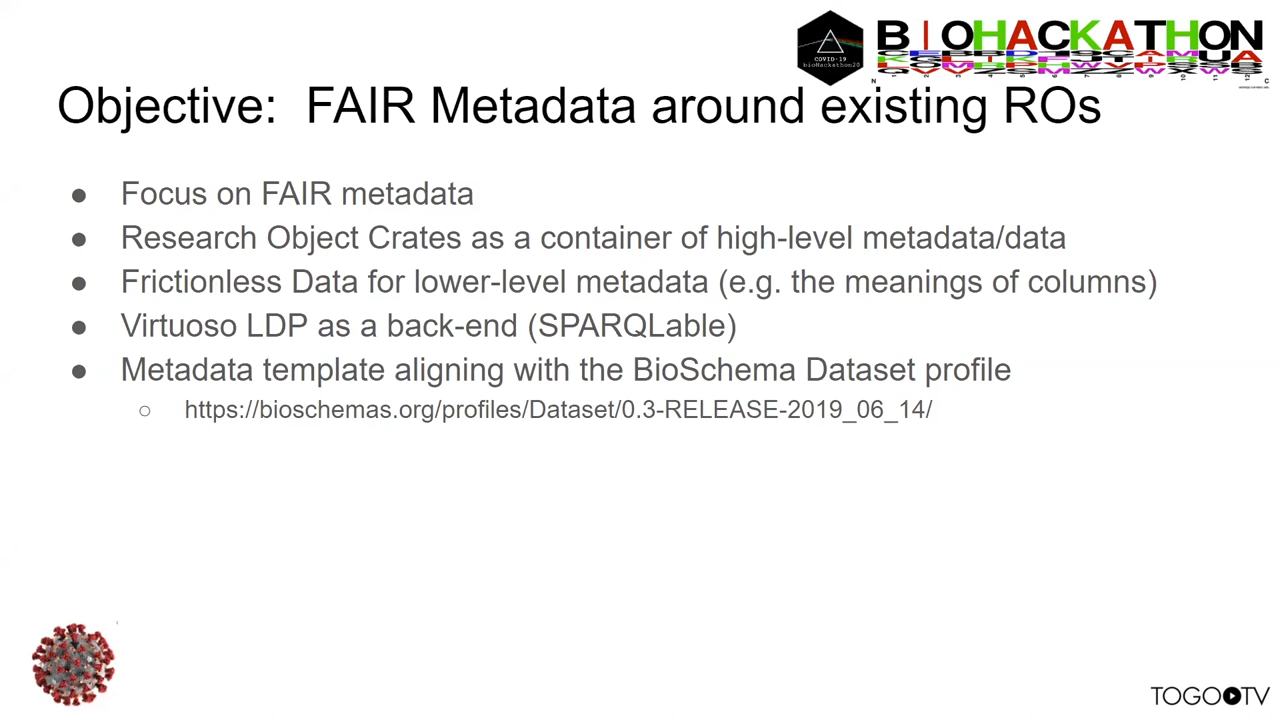 COVID-19
bioHackathon20
BIOHACKATHON
Objective: FAIR Metadata around existing ROs
● Focus on FAIR metadata
● Research Object Crates as a container of high-level metadata/data
● Frictionless Data for lower-level metadata (e.g. the meanings of columns)
● Virtuoso LDP as a back-end (SPARQLable)
● Metadata template aligning with the BioSchema Dataset profile
○ https://bioschemas.org/profiles/Dataset/0.3-RELEASE-2019_06_14/
TOGOTV